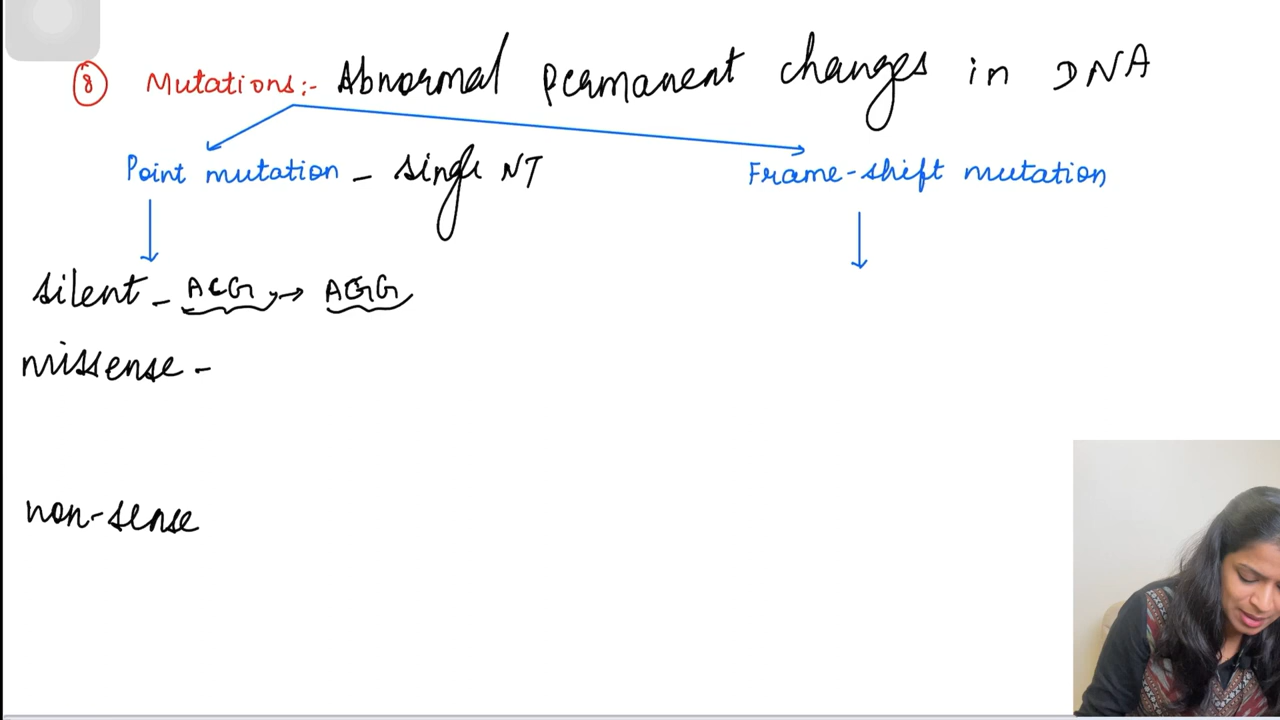 8 Mutations:- Abnormal permanent changes in DNA
Point mutation - single NT
Frame-shift mutation
silent - ACG → AGG
missense -
non-sense